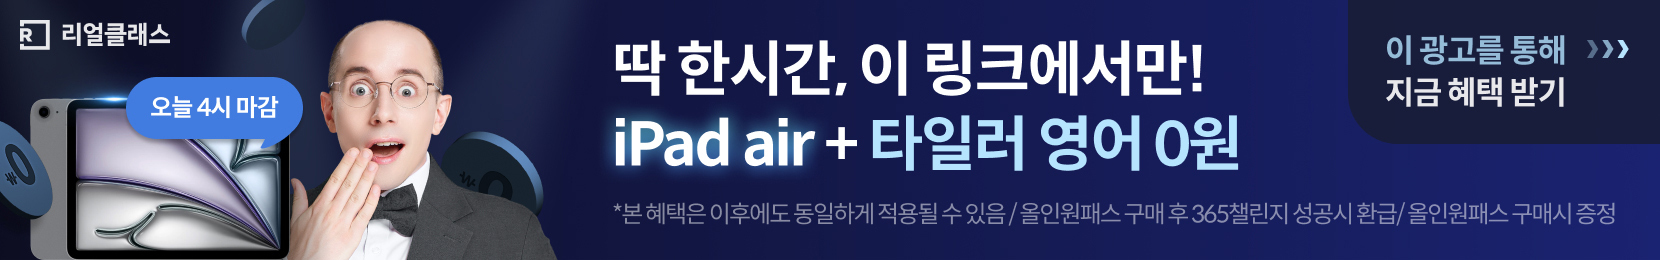 R 리얼클래스
오늘 4시 마감
₩0
₩0
딱 한시간, 이 링크에서만!
iPad air + 타일러 영어 0원
*본 혜택은 이후에도 동일하게 적용될 수 있음 / 올인원패스 구매 후 365챌린지 성공시 환급/ 올인원패스 구매시 증정
이 광고를 통해 >>>
지금 혜택 받기